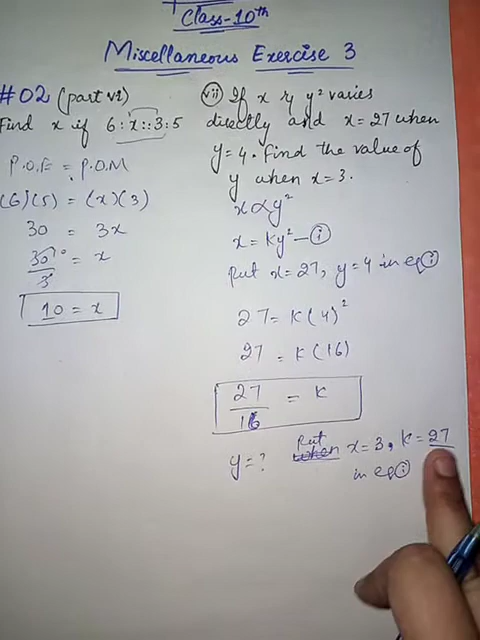 Class-10th
Miscellaneous Exercise 3
#02 (part vi)
Find x if 6:x::3:5
P.O.E = P.O.M
(6)(5) = (x)(3)
30 = 3x
30 10 / 3 = x
10 = x
(vii) If x & y² varies
directly and x=27 when
y=4. Find the value of
y when x=3.
x∝y²
x=Ky² —(i)
put x=27, y=4 in eq(i)
27=K(4)²
27 = K(16)
27/16 = K
y=? Put when x=3, K=27
in eq(i)